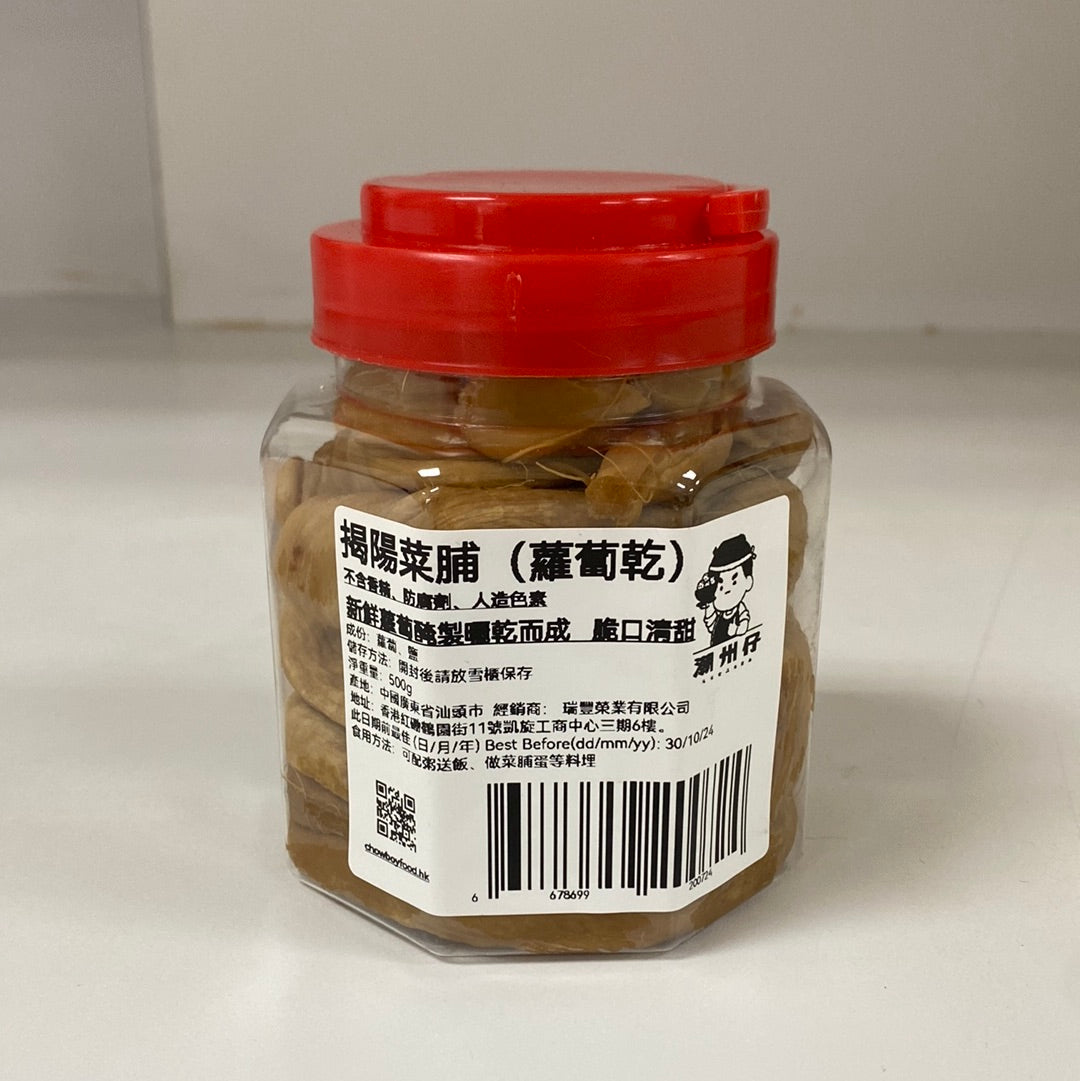 揭陽菜脯（蘿蔔乾）
不含香精、防腐劑、人造色素
新鮮蘿蔔醃製曬乾而成 脆口清甜
成份: 蘿蔔、鹽
儲存方法: 開封後請放雪櫃保存
淨重量: 500g
產地: 中國廣東省汕頭市 經銷商: 瑞豐榮業有限公司
地址: 香港紅磡鶴園街11號凱旋工商中心三期6樓。
此日期前最佳(日/月/年) Best Before(dd/mm/yy): 30/10/24
食用方法: 可配粥送飯、做菜脯蛋等料理
潮州仔
chowboyfood.hk
6 678699 200724